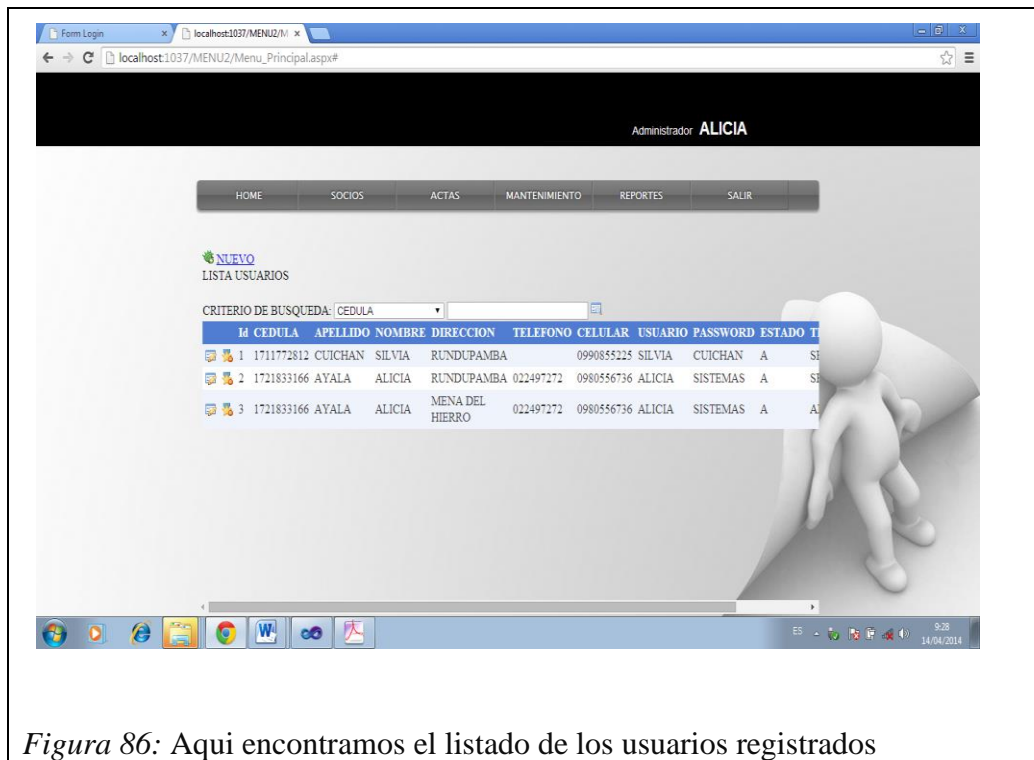 Form Login
localhost:1037/MENU2/M
localhost:1037/MENU2/Menu_Principal.aspx#
Administrador ALICIA
HOME SOCIOS ACTAS MANTENIMIENTO REPORTES SALIR
NUEVO
LISTA USUARIOS
CRITERIO DE BUSQUEDA: CEDULA
Id CEDULA APELLIDO NOMBRE DIRECCION TELEFONO CELULAR USUARIO PASSWORD ESTADO
1 1711772812 CUICHAN SILVIA RUNDUPAMBA 0990855225 SILVIA CUICHAN A
2 1721833166 AYALA ALICIA RUNDUPAMBA 022497272 0980556736 ALICIA SISTEMAS A
3 1721833166 AYALA ALICIA MENA DEL HIERRO 022497272 0980556736 ALICIA SISTEMAS A
ES 9:28
14/04/2014
Figura 86: Aqui encontramos el listado de los usuarios registrados